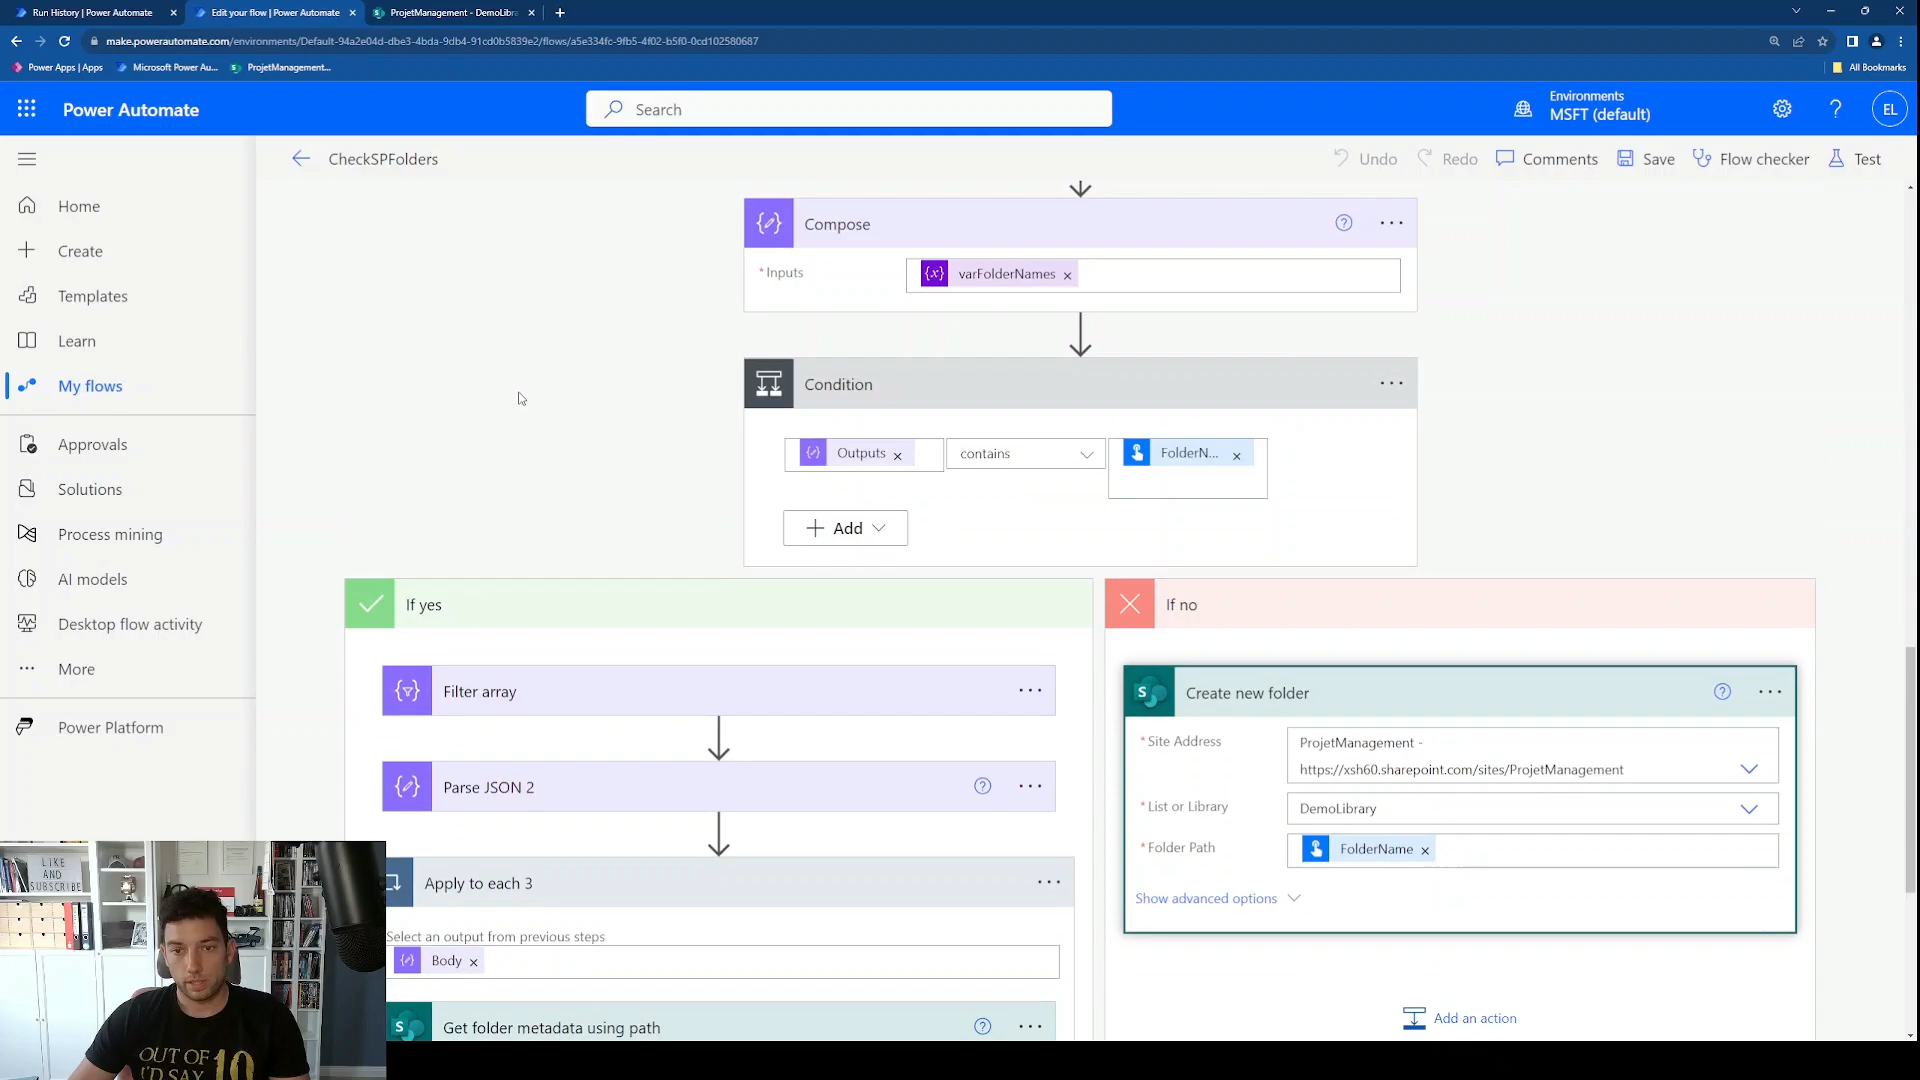 Run History | Power Automate
Edit your flow | Power Automate
ProjetManagement - DemoLibra
make.powerautomate.com/environments/Default-94a2e04d-dbe3-4bda-9db4-91cd0b5839e2/flows/a5e334fc-9fb5-4f02-b5f0-0cd102580687
Power Apps | Apps
Microsoft Power Au...
ProjetManagement...
All Bookmarks
Power Automate
Search
Environments
MSFT (default)
EL
CheckSPFolders
Undo
Redo
Comments
Save
Flow checker
Test
Home
Create
Templates
Learn
My flows
Approvals
Solutions
Process mining
AI models
Desktop flow activity
More
Power Platform
Compose
* Inputs
varFolderNames
Condition
Outputs
contains
FolderN...
Add
If yes
Filter array
Parse JSON 2
Apply to each 3
Select an output from previous steps
Body
Get folder metadata using path
If no
Create new folder
* Site Address
ProjetManagement -
https://xsh60.sharepoint.com/sites/ProjetManagement
* List or Library
DemoLibrary
* Folder Path
FolderName
Show advanced options
Add an action
LIKE
AND
SUBSCRIBE
OUT OF 10
I'D SAY